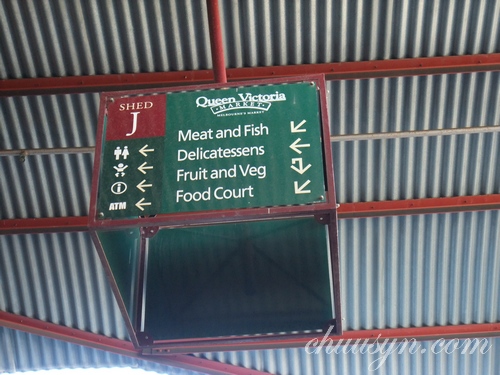 SHED
J
Queen Victoria
MARKET
MELBOURNE'S MARKET
Meat and Fish
Delicatessens
Fruit and Veg
Food Court
ATM
chuusyn.com